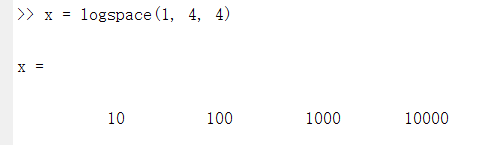 >> x = logspace(1, 4, 4)
x =
10 100 1000 10000